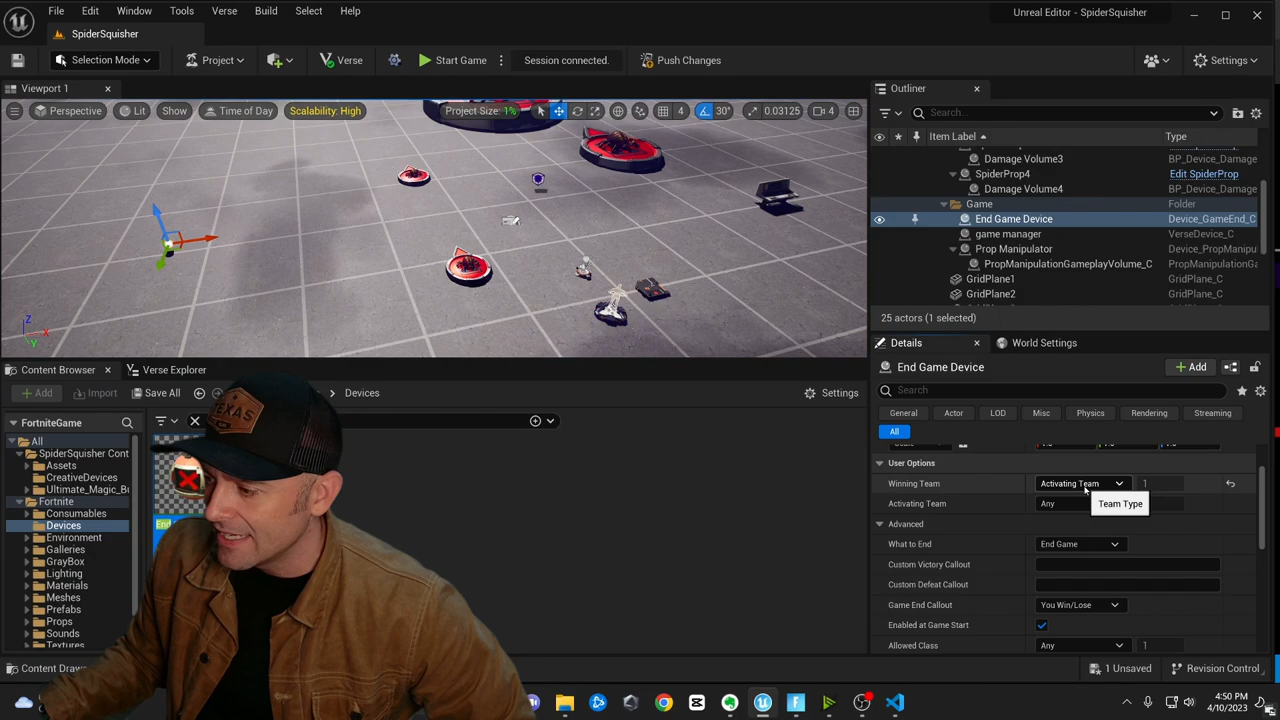 File Edit Window Tools Verse Build Select Help
Unreal Editor - SpiderSquisher
SpiderSquisher
Selection Mode
Project
Verse
Start Game
Session connected.
Push Changes
Settings
Viewport 1
Perspective
Lit
Show
Time of Day
Scalability: High
Project Size: 1%
4
30°
0.03125
4
Z
X
Y
Outliner
Search...
Item Label
Type
Damage Volume3 BP_Device_Damage
SpiderProp4 Edit SpiderProp
Damage Volume4 BP_Device_Damage
Game Folder
End Game Device Device_GameEnd_C
game manager VerseDevice_C
Prop Manipulator Device_PropManipu
PropManipulationGameplayVolume_C PropManipulationGa
GridPlane1 GridPlane_C
GridPlane2 GridPlane_C
25 actors (1 selected)
Details
World Settings
End Game Device
Add
Search
General
Actor
LOD
Misc
Physics
Rendering
Streaming
All
User Options
Winning Team Activating Team 1
Activating Team Any
Team Type
Advanced
What to End End Game
Custom Victory Callout
Custom Defeat Callout
Game End Callout You Win/Lose
Enabled at Game Start
Allowed Class Any 1
Content Browser
Verse Explorer
Add
Import
Save All
Devices
Settings
FortniteGame
All
SpiderSquisher Cont
Assets
CreativeDevices
Ultimate_Magic_Bu
Fortnite
Consumables
Devices
Environment
Galleries
GrayBox
Lighting
Materials
Meshes
Prefabs
Props
Sounds
Textures
TEXAS
Content Draw
1 Unsaved
Revision Control
4:50 PM
4/10/2023